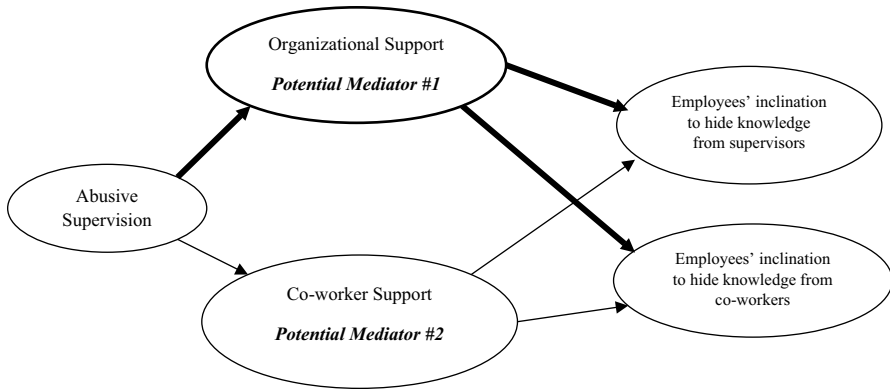 Organizational Support
Potential Mediator #1
Employees’ inclination
to hide knowledge
from supervisors
Abusive
Supervision
Employees’ inclination
to hide knowledge from
co-workers
Co-worker Support
Potential Mediator #2